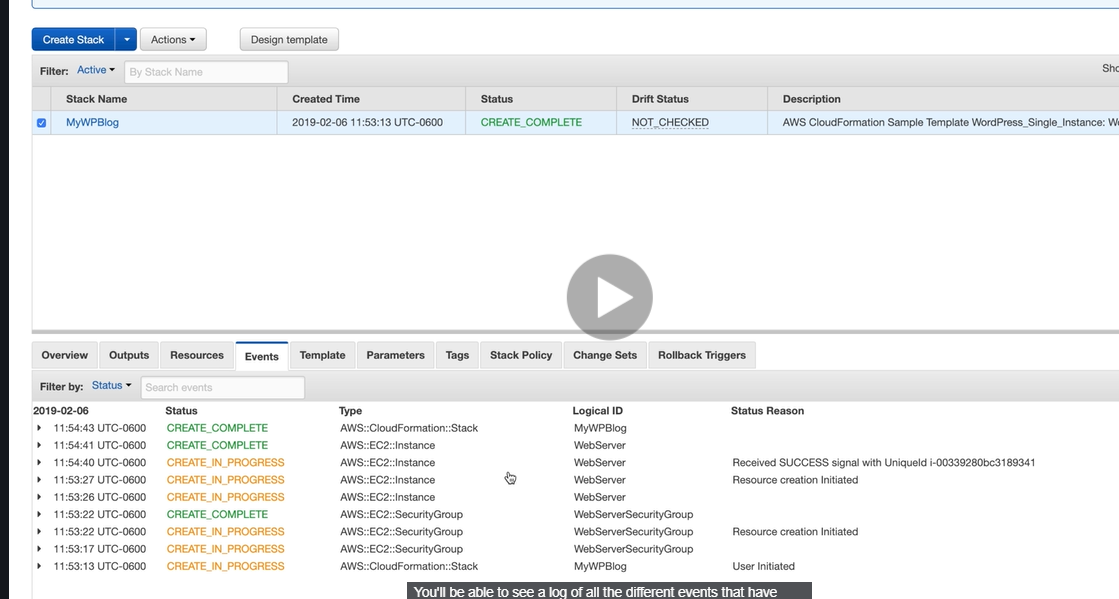 Create Stack Actions Design template
Filter: Active By Stack Name Sho
Stack Name Created Time Status Drift Status Description
MyWPBlog 2019-02-06 11:53:13 UTC-0600 CREATE_COMPLETE NOT_CHECKED AWS CloudFormation Sample Template WordPress_Single_Instance: Wo
Overview Outputs Resources Events Template Parameters Tags Stack Policy Change Sets Rollback Triggers
Filter by: Status Search events
2019-02-06 Status Type Logical ID Status Reason
11:54:43 UTC-0600 CREATE_COMPLETE AWS::CloudFormation::Stack MyWPBlog
11:54:41 UTC-0600 CREATE_COMPLETE AWS::EC2::Instance WebServer
11:54:40 UTC-0600 CREATE_IN_PROGRESS AWS::EC2::Instance WebServer Received SUCCESS signal with UniqueId i-00339280bc3189341
11:53:27 UTC-0600 CREATE_IN_PROGRESS AWS::EC2::Instance WebServer Resource creation Initiated
11:53:26 UTC-0600 CREATE_IN_PROGRESS AWS::EC2::Instance WebServer
11:53:22 UTC-0600 CREATE_COMPLETE AWS::EC2::SecurityGroup WebServerSecurityGroup
11:53:22 UTC-0600 CREATE_IN_PROGRESS AWS::EC2::SecurityGroup WebServerSecurityGroup Resource creation Initiated
11:53:17 UTC-0600 CREATE_IN_PROGRESS AWS::EC2::SecurityGroup WebServerSecurityGroup
11:53:13 UTC-0600 CREATE_IN_PROGRESS AWS::CloudFormation::Stack MyWPBlog User Initiated
You'll be able to see a log of all the different events that have